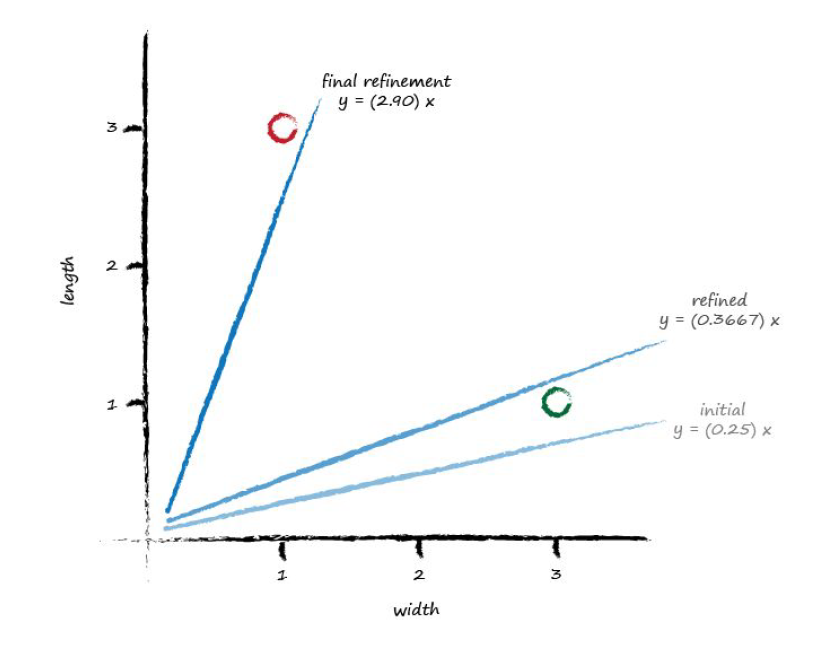 final refinement
y = (2.90) x
3
2
length
refined
y = (0.3667) x
1
initial
y = (0.25) x
1
2
3
width